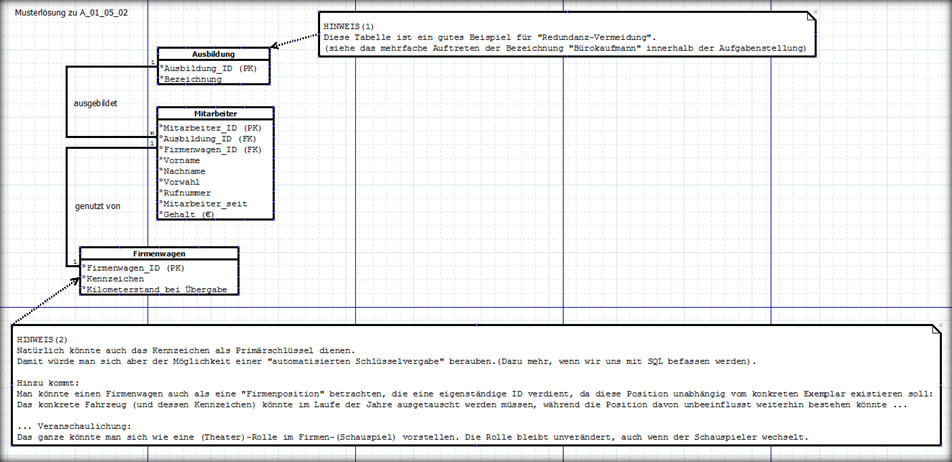 Musterlösung zu A_01_05_02
HINWEIS(1)
Diese Tabelle ist ein gutes Beispiel für "Redundanz-Vermeidung".
(siehe das mehrfache Auftreten der Bezeichnung "Bürokaufmann" innerhalb der Aufgabenstellung)
Ausbildung
°Ausbildung_ID (PK)
°Bezeichnung
1
ausgebildet
n
Mitarbeiter
°Mitarbeiter_ID (PK)
°Ausbildung_ID (FK)
°Firmenwagen_ID (FK)
°Vorname
°Nachname
°Vorwahl
°Rufnummer
°Mitarbeiter_seit
°Gehalt (€)
1
genutzt von
1
Firmenwagen
°Firmenwagen_ID (PK)
°Kennzeichen
°Kilometerstand bei Übergabe
HINWEIS(2)
Natürlich könnte auch das Kennzeichen als Primärschlüssel dienen.
Damit würde man sich aber der Möglichkeit einer "automatisierten Schlüsselvergabe" berauben.(Dazu mehr, wenn wir uns mit SQL befassen werden).
Hinzu kommt:
Man könnte einen Firmenwagen auch als eine "Firmenposition" betrachten, die eine eigenständige ID verdient, da diese Position unabhängig vom konkreten Exemplar existieren soll:
Das konkrete Fahrzeug (und dessen Kennzeichen) könnte im Laufe der Jahre ausgetauscht werden müssen, während die Position davon unbeeinflusst weiterhin bestehen könnte ...
... Veranschaulichung:
Das ganze könnte man sich wie eine (Theater)-Rolle im Firmen-(Schauspiel) vorstellen. Die Rolle bleibt unverändert, auch wenn der Schauspieler wechselt.